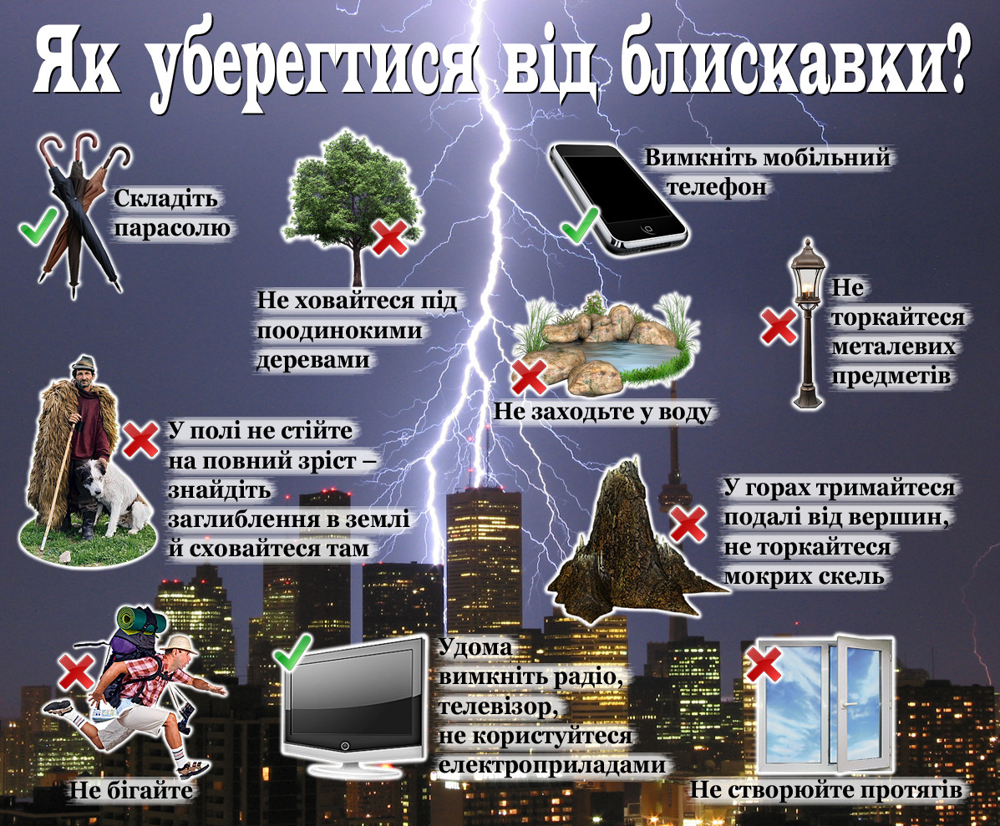 Як уберегтися від блискавки?
Складіть
парасолю
Не ховайтеся під
поодинокими
деревами
Вимкніть мобільний
телефон
Не
торкайтеся
металевих
предметів
Не заходьте у воду
У полі не стійте
на повний зріст –
знайдіть
заглиблення в землі
й сховайтеся там
У горах тримайтеся
подалі від вершин,
не торкайтеся
мокрих скель
Не бігайте
Удома
вимкніть радіо,
телевізор,
не користуйтеся
електроприладами
Не створюйте протягів